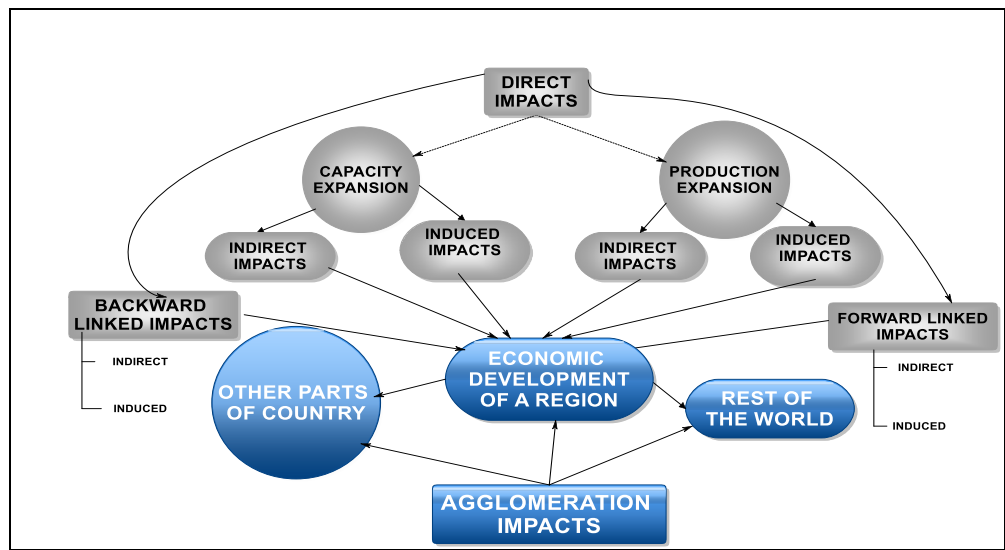 DIRECT
IMPACTS
CAPACITY
EXPANSION
PRODUCTION
EXPANSION
INDIRECT
IMPACTS
INDUCED
IMPACTS
INDIRECT
IMPACTS
INDUCED
IMPACTS
BACKWARD
LINKED IMPACTS
INDIRECT
INDUCED
FORWARD LINKED
IMPACTS
INDIRECT
INDUCED
ECONOMIC
DEVELOPMENT
OF A REGION
OTHER PARTS
OF COUNTRY
REST OF
THE WORLD
AGGLOMERATION
IMPACTS